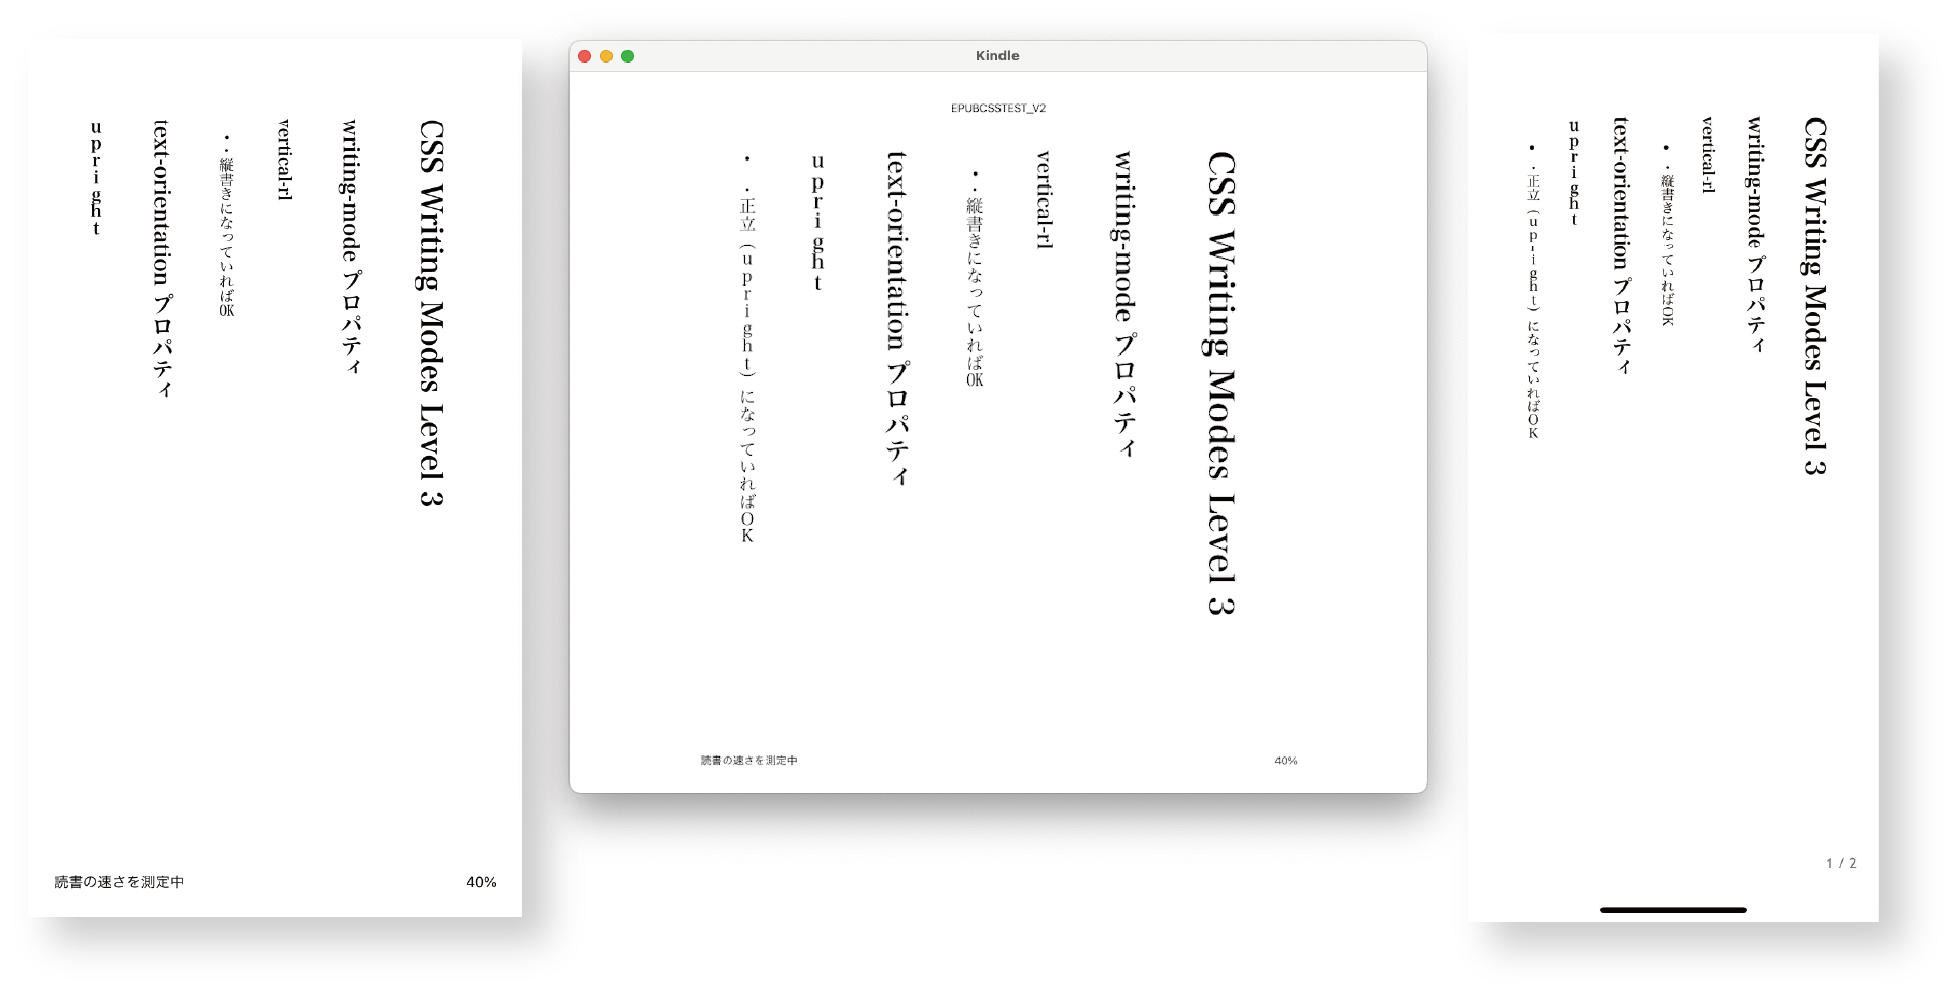 CSS Writing Modes Level 3
writing-mode プロパティ
vertical-rl
・・縦書きになっていればOK
text-orientation プロパティ
upright
読書の速さを測定中
40%
Kindle
EPUBCSSTEST_V2
CSS Writing Modes Level 3
writing-mode プロパティ
vertical-rl
・・縦書きになっていればOK
text-orientation プロパティ
upright
・・正立（upright）になっていればOK
読書の速さを測定中
40%
CSS Writing Modes Level 3
writing-mode プロパティ
vertical-rl
・・縦書きになっていればOK
text-orientation プロパティ
upright
・・正立（upright）になっていればOK
1 / 2